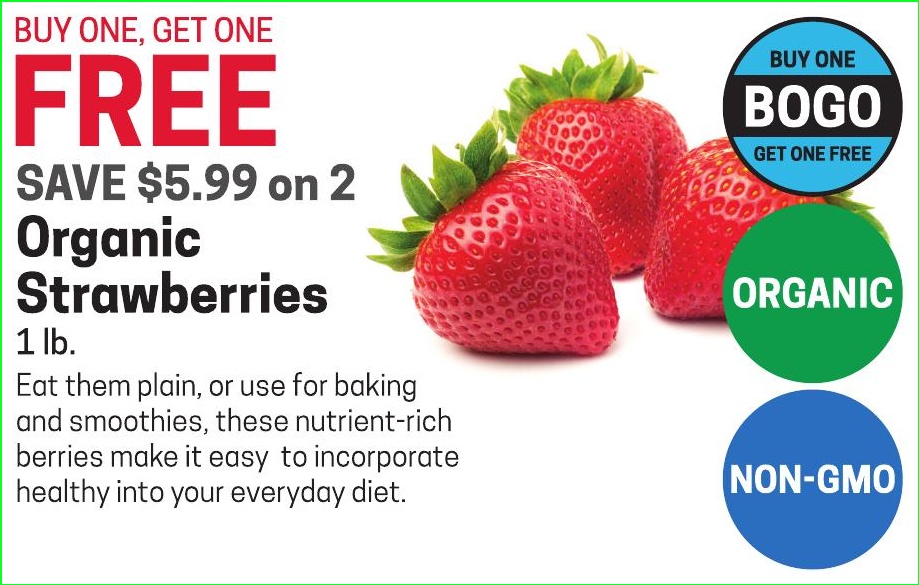 BUY ONE, GET ONE
FREE
SAVE $5.99 on 2
Organic
Strawberries
1 lb.
Eat them plain, or use for baking
and smoothies, these nutrient-rich
berries make it easy  to incorporate
healthy into your everyday diet.
BUY ONE
BOGO
GET ONE FREE
ORGANIC
NON-GMO